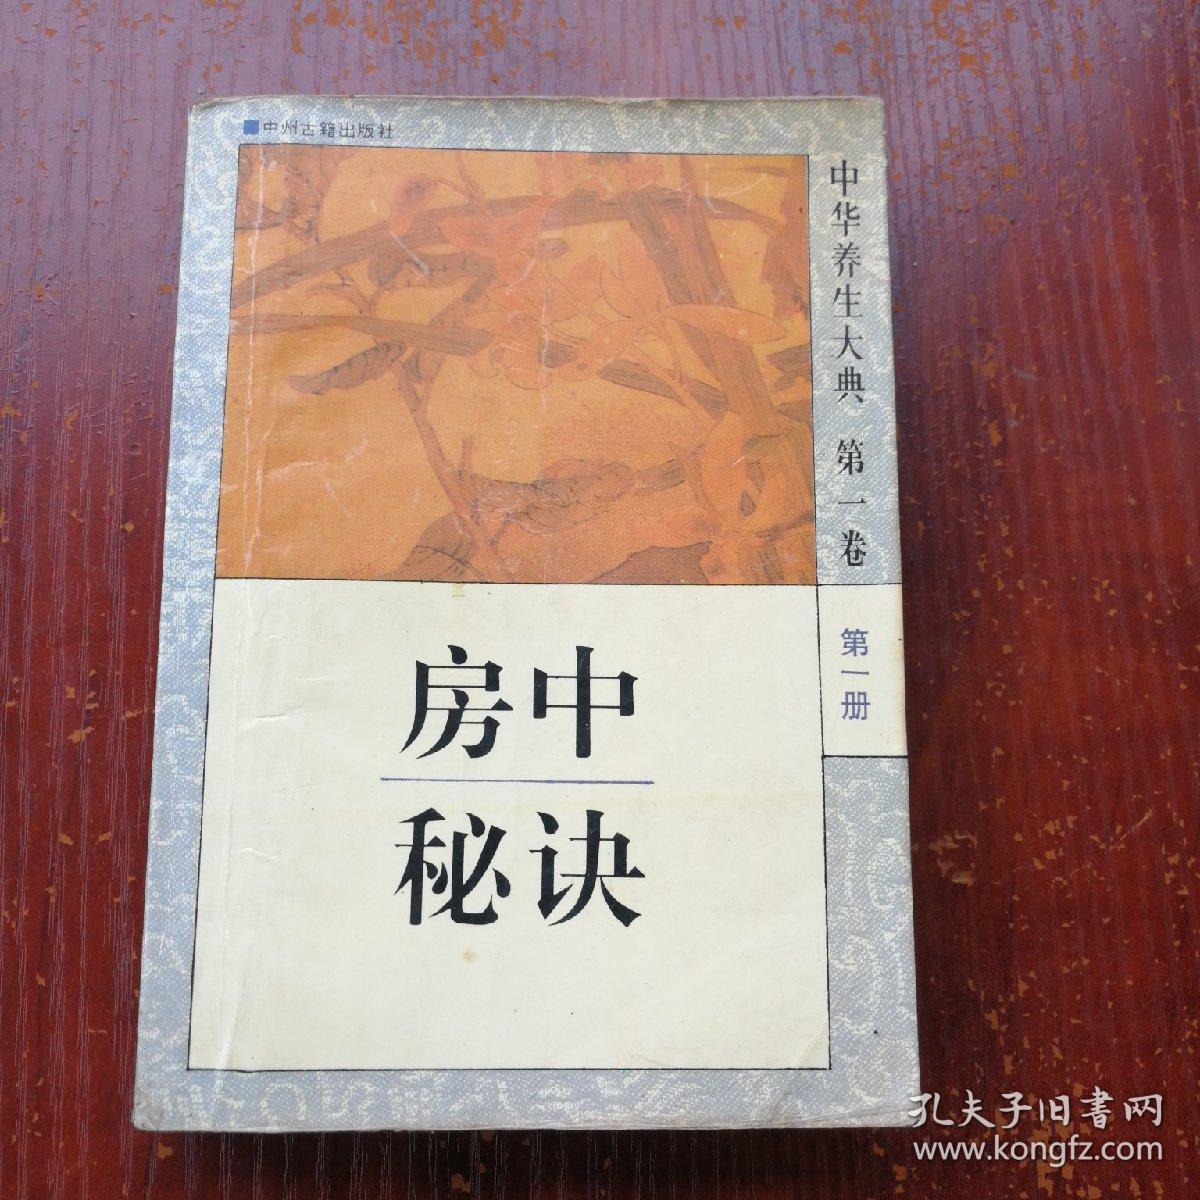 ■中州古籍出版社
中华养生大典 第一卷
第一册
房中
秘诀
孔夫子旧書网
www.kongfz.com